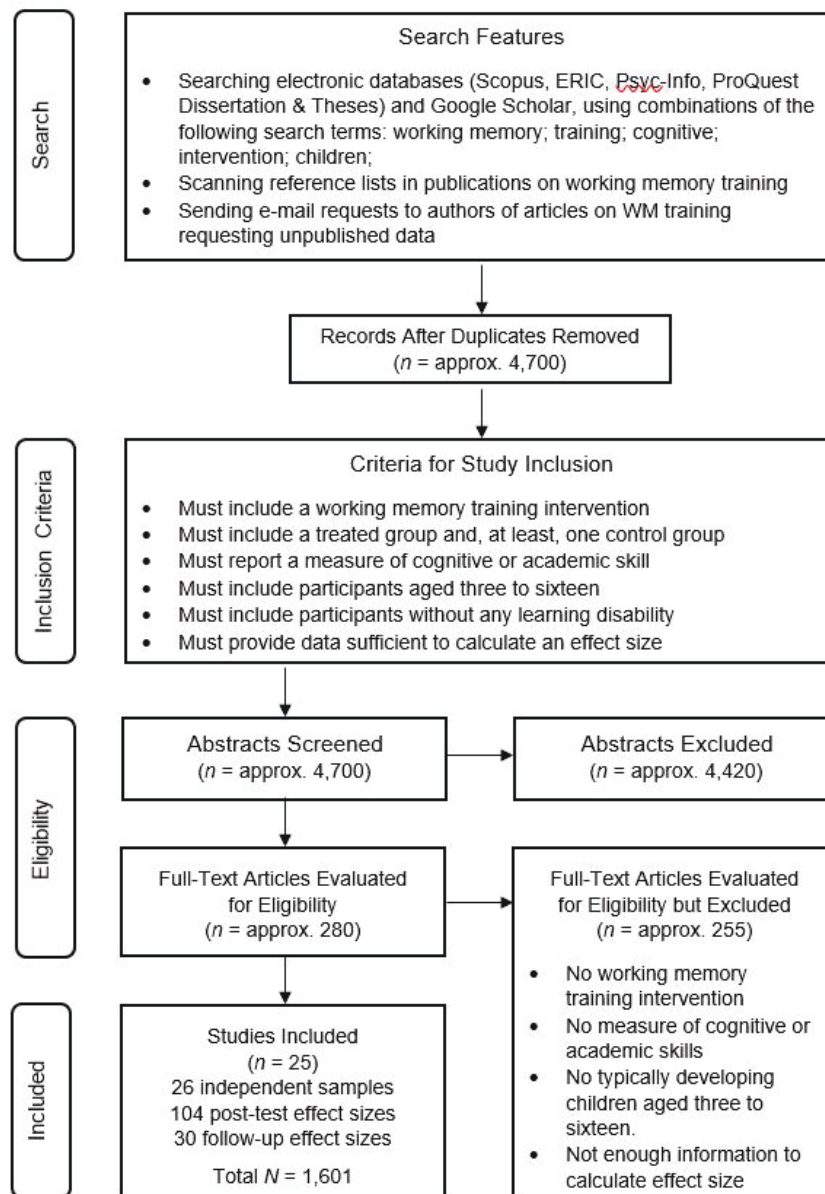 Search
Search Features
• Searching electronic databases (Scopus, ERIC, Psyc-Info, ProQuest
Dissertation & Theses) and Google Scholar, using combinations of the
following search terms: working memory; training; cognitive;
intervention; children;
• Scanning reference lists in publications on working memory training
• Sending e-mail requests to authors of articles on WM training
requesting unpublished data
Records After Duplicates Removed
(n = approx. 4,700)
Inclusion Criteria
Criteria for Study Inclusion
• Must include a working memory training intervention
• Must include a treated group and, at least, one control group
• Must report a measure of cognitive or academic skill
• Must include participants aged three to sixteen
• Must include participants without any learning disability
• Must provide data sufficient to calculate an effect size
Eligibility
Abstracts Screened
(n = approx. 4,700)
Abstracts Excluded
(n = approx. 4,420)
Full-Text Articles Evaluated
for Eligibility
(n = approx. 280)
Full-Text Articles Evaluated
for Eligibility but Excluded
(n = approx. 255)
• No working memory
training intervention
• No measure of cognitive or
academic skills
• No typically developing
children aged three to
sixteen.
• Not enough information to
calculate effect size
Included
Studies Included
(n = 25)
26 independent samples
104 post-test effect sizes
30 follow-up effect sizes
Total N = 1,601